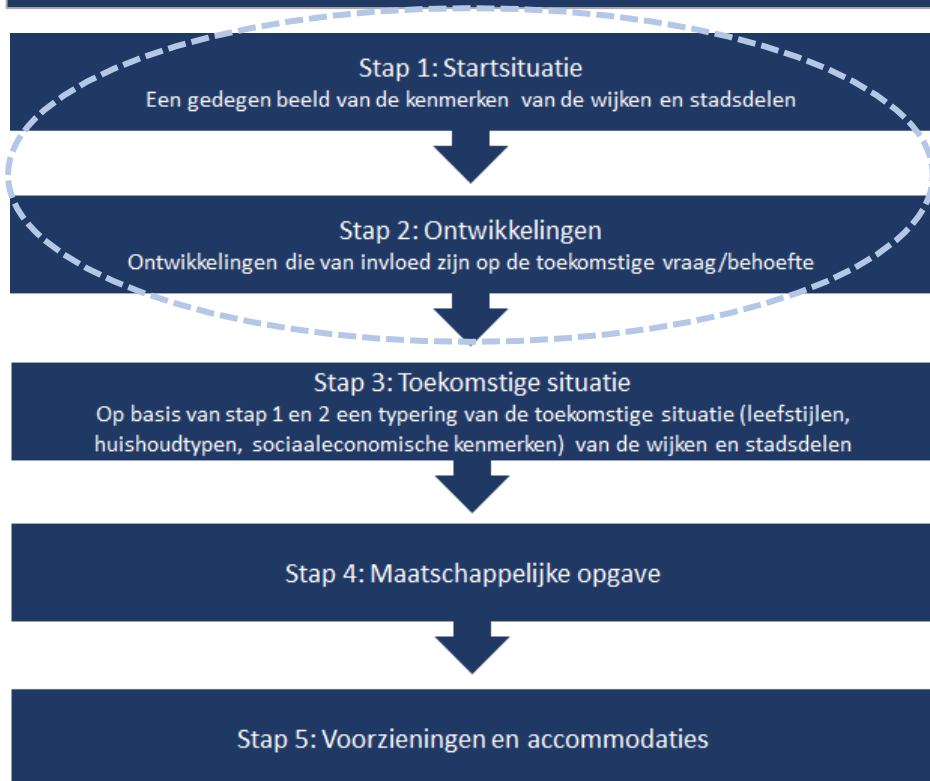 Stap 1: Startsituatie
Een gedegen beeld van de kenmerken van de wijken en stadsdelen
Stap 2: Ontwikkelingen
Ontwikkelingen die van invloed zijn op de toekomstige vraag/behoefte
Stap 3: Toekomstige situatie
Op basis van stap 1 en 2 een typering van de toekomstige situatie (leefstijlen,
huishoudtypen, sociaaleconomische kenmerken) van de wijken en stadsdelen
Stap 4: Maatschappelijke opgave
Stap 5: Voorzieningen en accommodaties